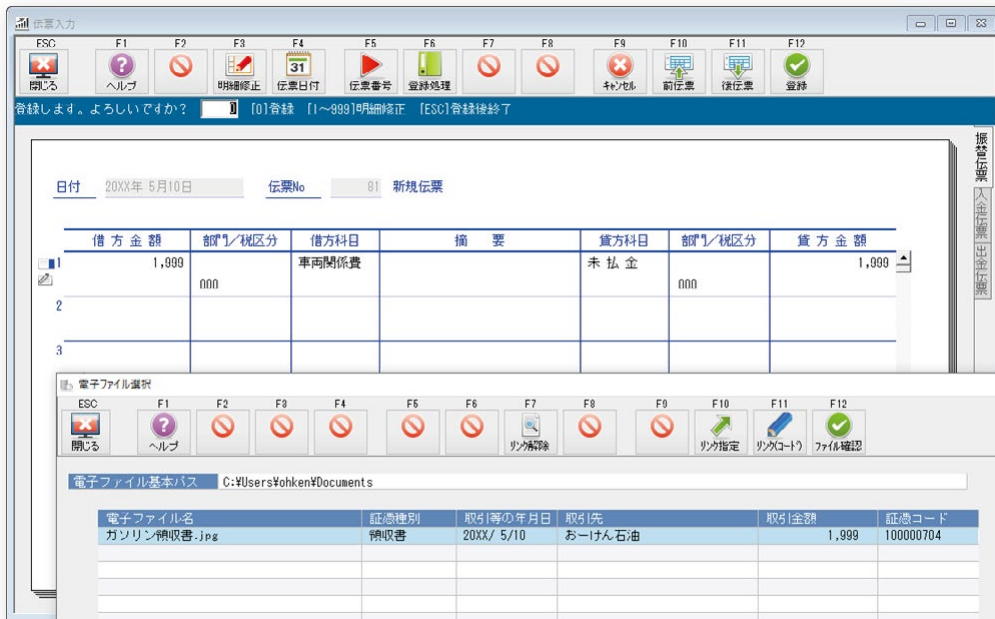 伝票入力
ESC F1 F2 F3 F4 F5 F6 F7 F8 F9 F10 F11 F12
31
閉じる ヘルプ 明細修正 伝票日付 伝票番号 登録処理 ｷｬﾝｾﾙ 前伝票 後伝票 登録
登録します。よろしいですか？ 0 [0]登録 [1～999]明細修正 [ESC]登録後終了
振替伝票
入金伝票
出金伝票
日付 20XX年 5月10日 伝票No 81 新規伝票
借方金額 部門／税区分 借方科目 摘要 貸方科目 部門／税区分 貸方金額
1 1,999 車両関係費 未払金 1,999
000 000
2
3
電子ﾌｧｲﾙ選択
ESC F1 F2 F3 F4 F5 F6 F7 F8 F9 F10 F11 F12
閉じる ヘルプ ﾘﾝｸ解除 ﾘﾝｸ指定 ﾘﾝｸ(ｺｰﾄﾞ) ﾌｧｲﾙ確認
電子ファイル基本パス C:¥Users¥ohken¥Documents
電子ファイル名 証憑種別 取引等の年月日 取引先 取引金額 証憑コード
ガソリン領収書.jpg 領収書 20XX/ 5/10 おーけん石油 1,999 100000704